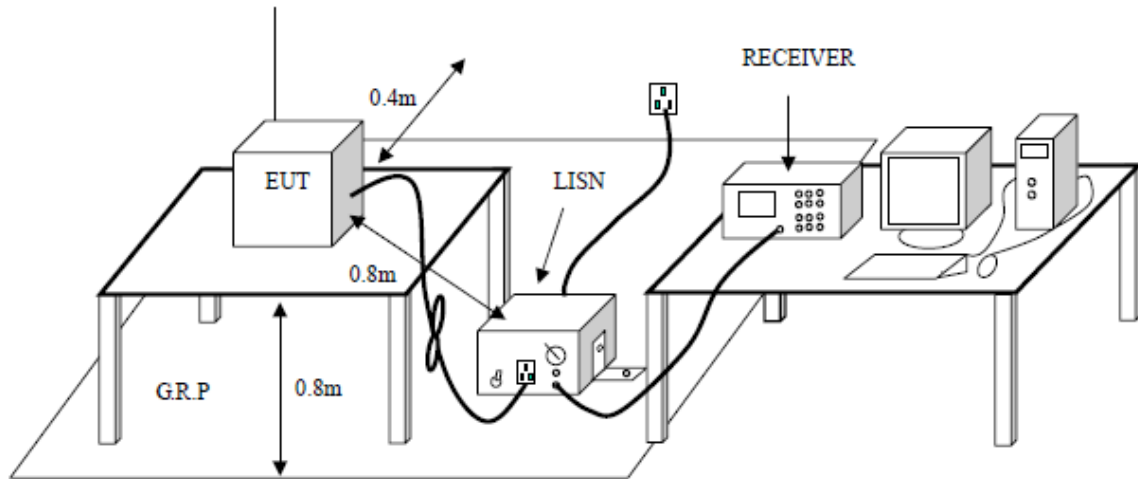 RECEIVER
0.4m
EUT
LISN
0.8m
G.R.P
0.8m